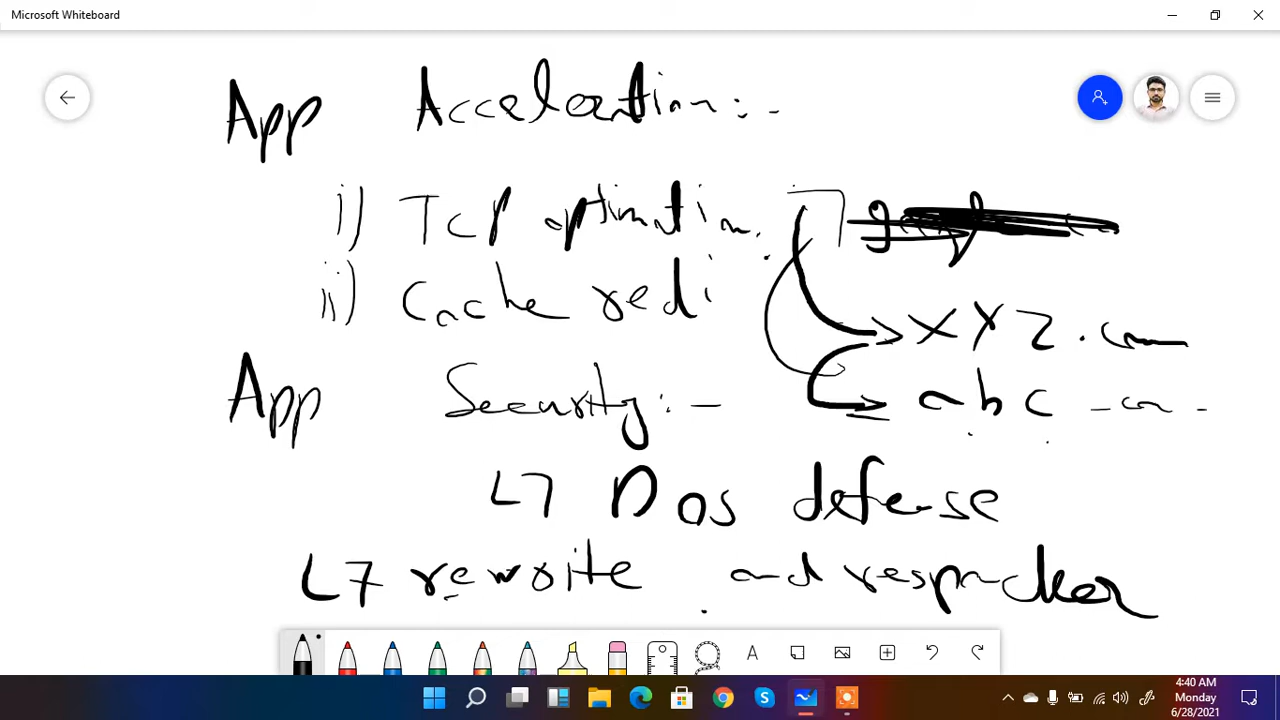 Microsoft Whiteboard
App Acceleration:-
i) TCP optimation.
ii) Cache redi
XYZ.com
App Security:-
abc .com
L7 Dos defense
L7 rewrite and responder
A
4:40 AM
Monday
6/28/2021